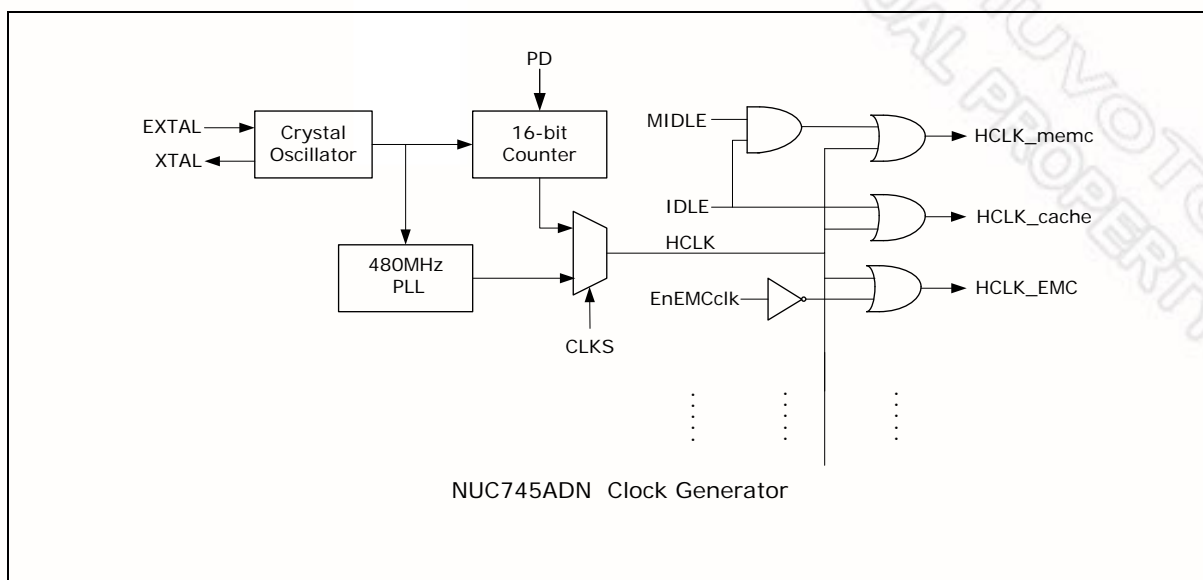 PD
EXTAL
XTAL
Crystal
Oscillator
16-bit
Counter
MIDLE
HCLK_memc
IDLE
HCLK_cache
HCLK
480MHz
PLL
EnEMCclk
HCLK_EMC
CLKS
NUC745ADN Clock Generator